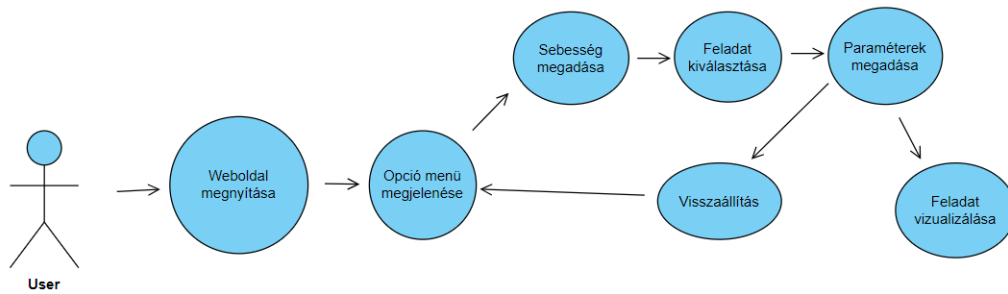 Sebesség
megadása
Feladat
kiválasztása
Paraméterek
megadása
Weboldal
megnyítása
Opció menü
megjelenése
Visszaállítás
Feladat
vizualizálása
User